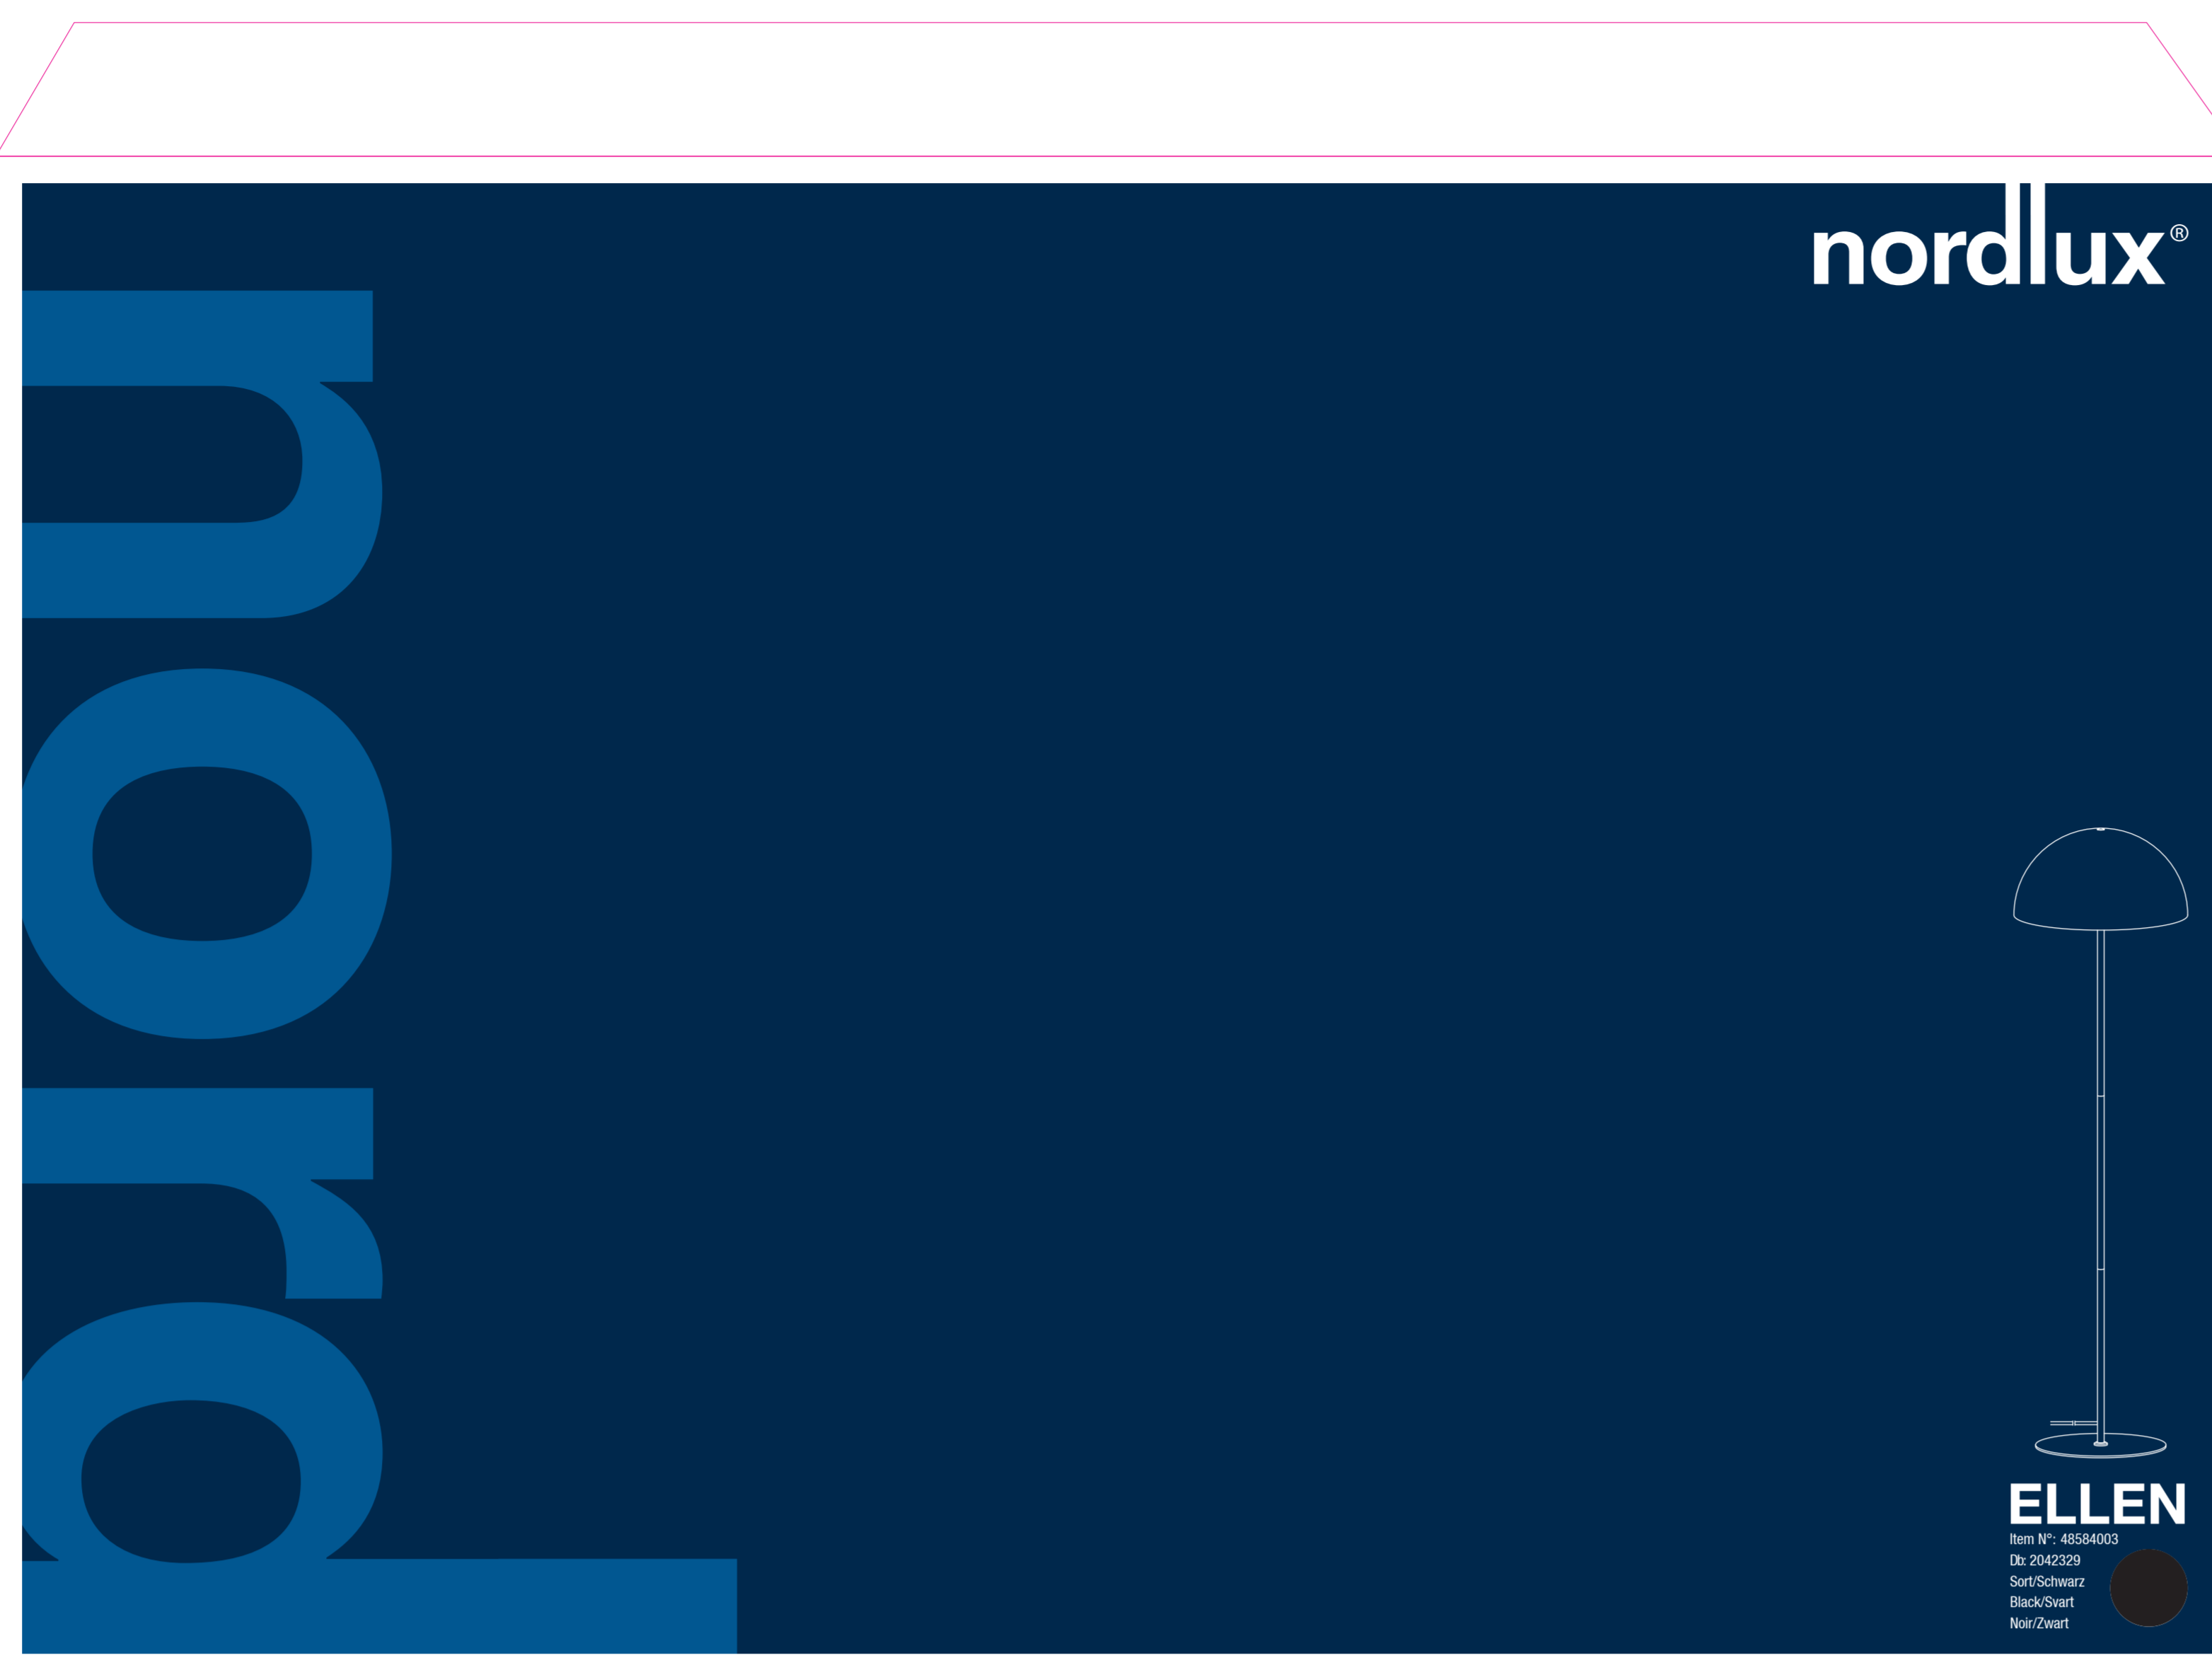 nordlux®
nord
ELLEN
Item N°: 48584003
Db: 2042329
Sort/Schwarz
Black/Svart
Noir/Zwart